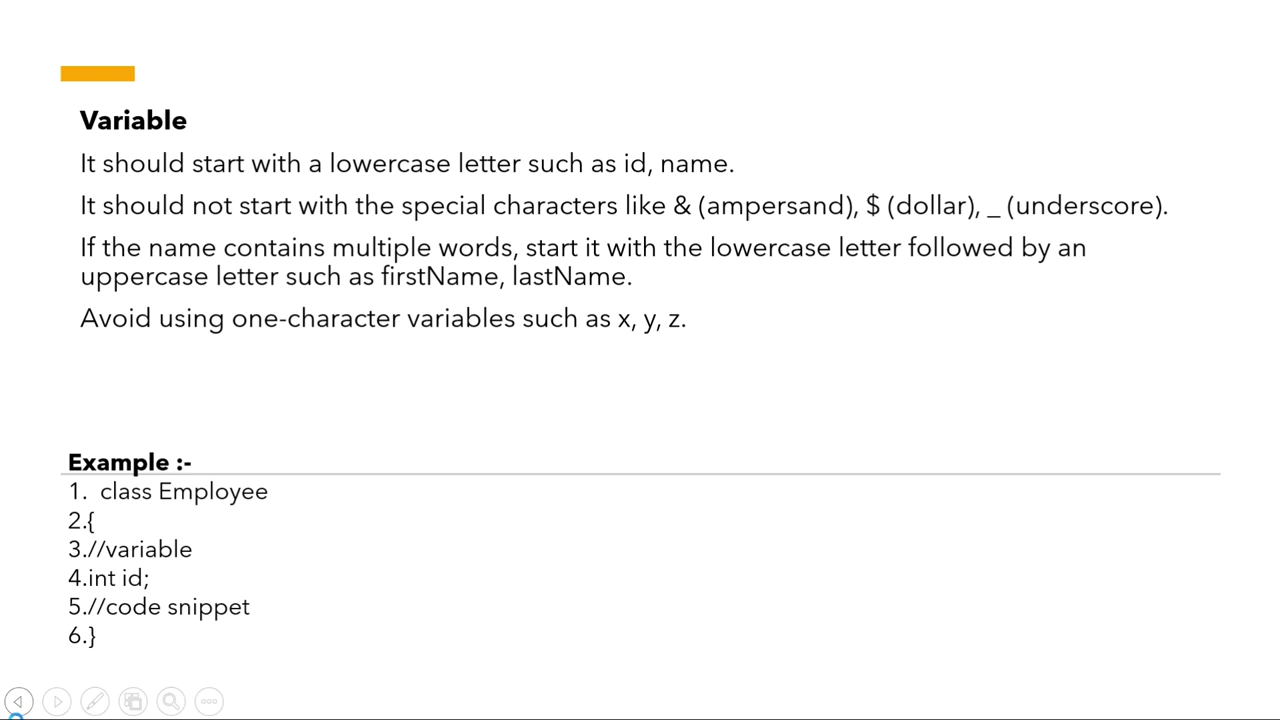 Variable
It should start with a lowercase letter such as id, name.
It should not start with the special characters like & (ampersand), $ (dollar), _ (underscore).
If the name contains multiple words, start it with the lowercase letter followed by an
uppercase letter such as firstName, lastName.
Avoid using one-character variables such as x, y, z.
Example :-
1.  class Employee
2.{
3.//variable
4.int id;
5.//code snippet
6.}